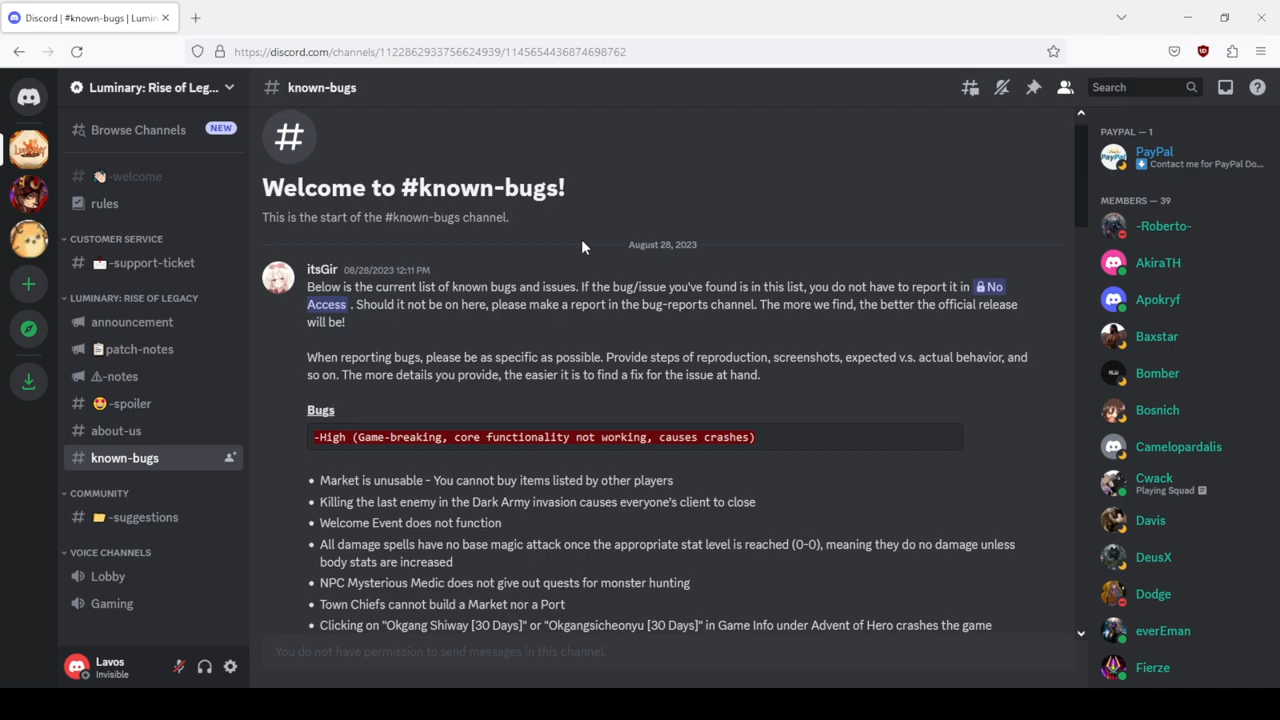 Discord | #known-bugs | Lumin
https://discord.com/channels/1122862933756624939/1145654436874698762
Luminary: Rise of Leg...
Browse Channels
NEW
-welcome
rules
CUSTOMER SERVICE
-support-ticket
LUMINARY: RISE OF LEGACY
announcement
patch-notes
-notes
-spoiler
about-us
known-bugs
COMMUNITY
-suggestions
VOICE CHANNELS
Lobby
Gaming
Lavos
Invisible
known-bugs
Search
Welcome to #known-bugs!
This is the start of the #known-bugs channel.
August 28, 2023
itsGir 08/28/2023 12:11 PM
Below is the current list of known bugs and issues. If the bug/issue you've found is in this list, you do not have to report it in No
Access . Should it not be on here, please make a report in the bug-reports channel. The more we find, the better the official release
will be!
When reporting bugs, please be as specific as possible. Provide steps of reproduction, screenshots, expected v.s. actual behavior, and
so on. The more details you provide, the easier it is to find a fix for the issue at hand.
Bugs
-High (Game-breaking, core functionality not working, causes crashes)
• Market is unusable - You cannot buy items listed by other players
• Killing the last enemy in the Dark Army invasion causes everyone's client to close
• Welcome Event does not function
• All damage spells have no base magic attack once the appropriate stat level is reached (0-0), meaning they do no damage unless
body stats are increased
• NPC Mysterious Medic does not give out quests for monster hunting
• Town Chiefs cannot build a Market nor a Port
• Clicking on "Okgang Shiway [30 Days]" or "Okgangsicheonyu [30 Days]" in Game Info under Advent of Hero crashes the game
You do not have permission to send messages in this channel.
PAYPAL — 1
PayPal
Contact me for PayPal Do...
MEMBERS — 39
-Roberto-
AkiraTH
Apokryf
Baxstar
Bomber
Bosnich
Camelopardalis
Cwack
Playing Squad
Davis
DeusX
Dodge
everEman
Fierze